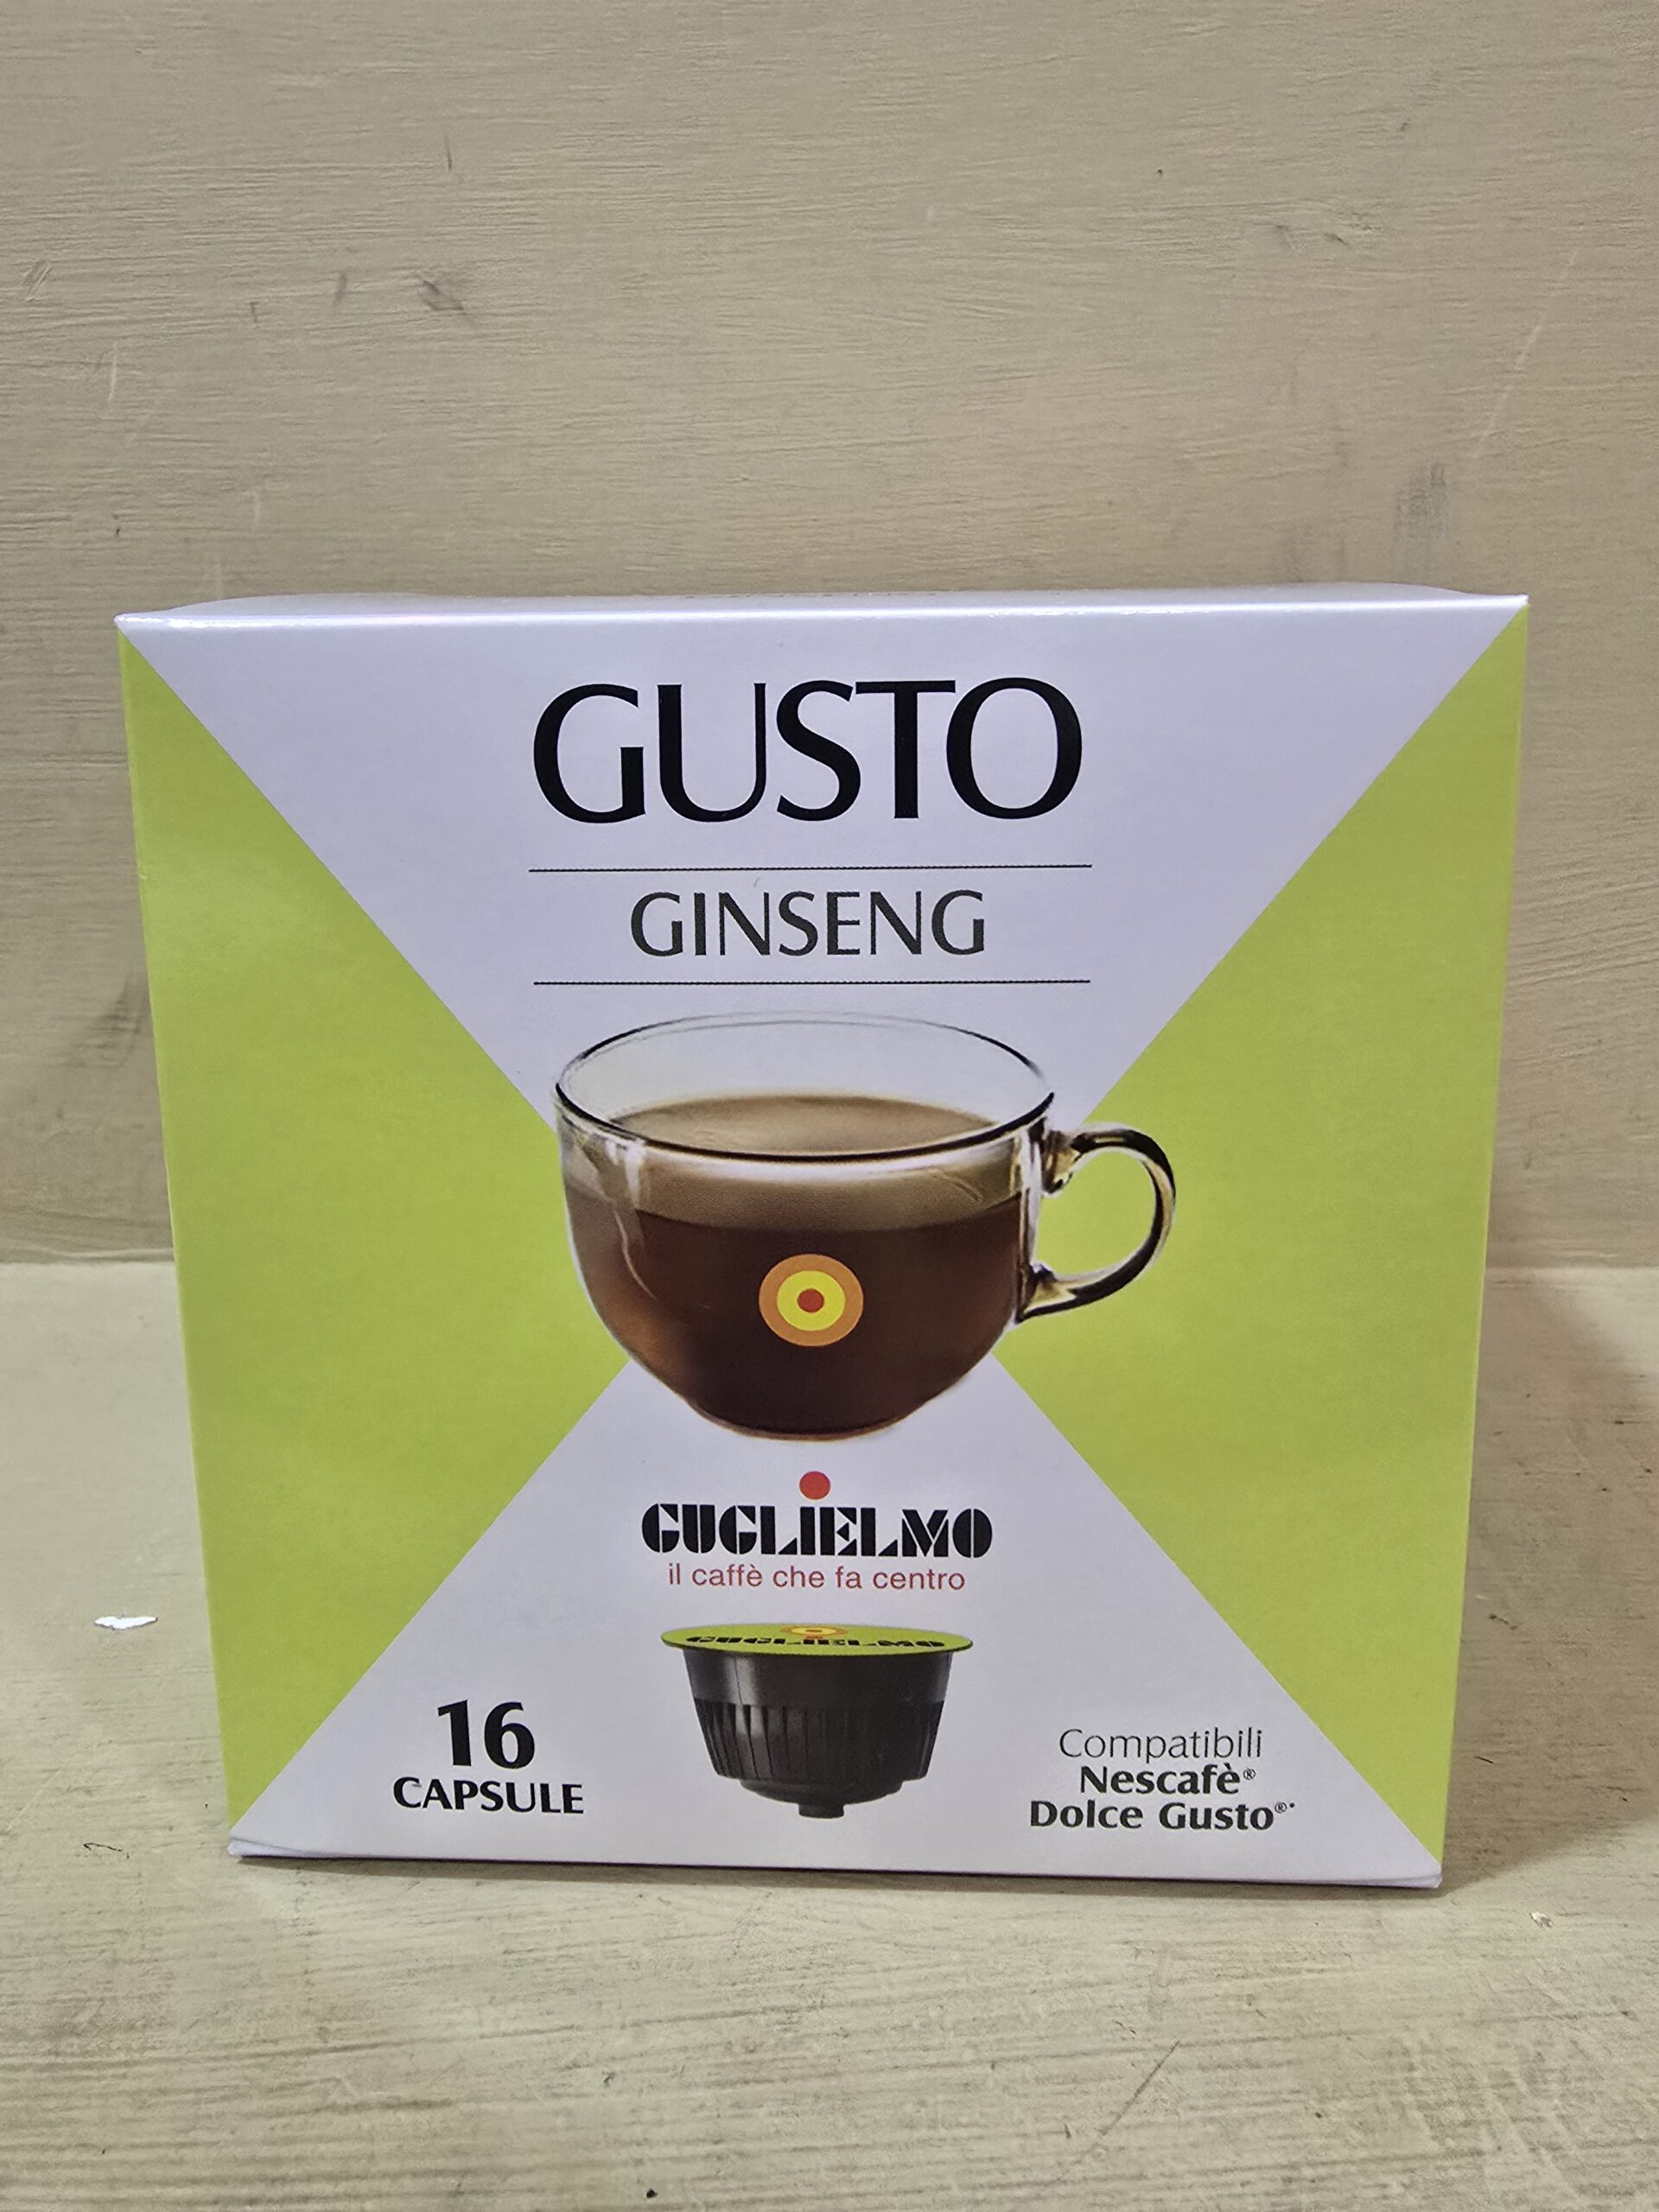 GUSTO
GINSENG
GUGLIELMO
il caffè che fa centro
GUGLIELMO
16
CAPSULE
Compatibili
Nescafè®
Dolce Gusto®*